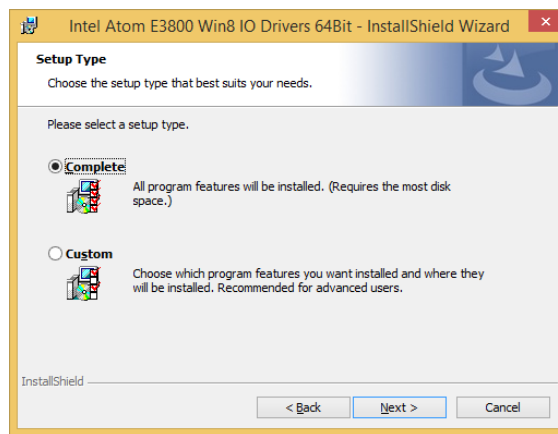 Intel Atom E3800 Win8 IO Drivers 64Bit - InstallShield Wizard
Setup Type
Choose the setup type that best suits your needs.
Please select a setup type.
Complete
All program features will be installed. (Requires the most disk
space.)
Custom
Choose which program features you want installed and where they
will be installed. Recommended for advanced users.
InstallShield
< Back Next > Cancel